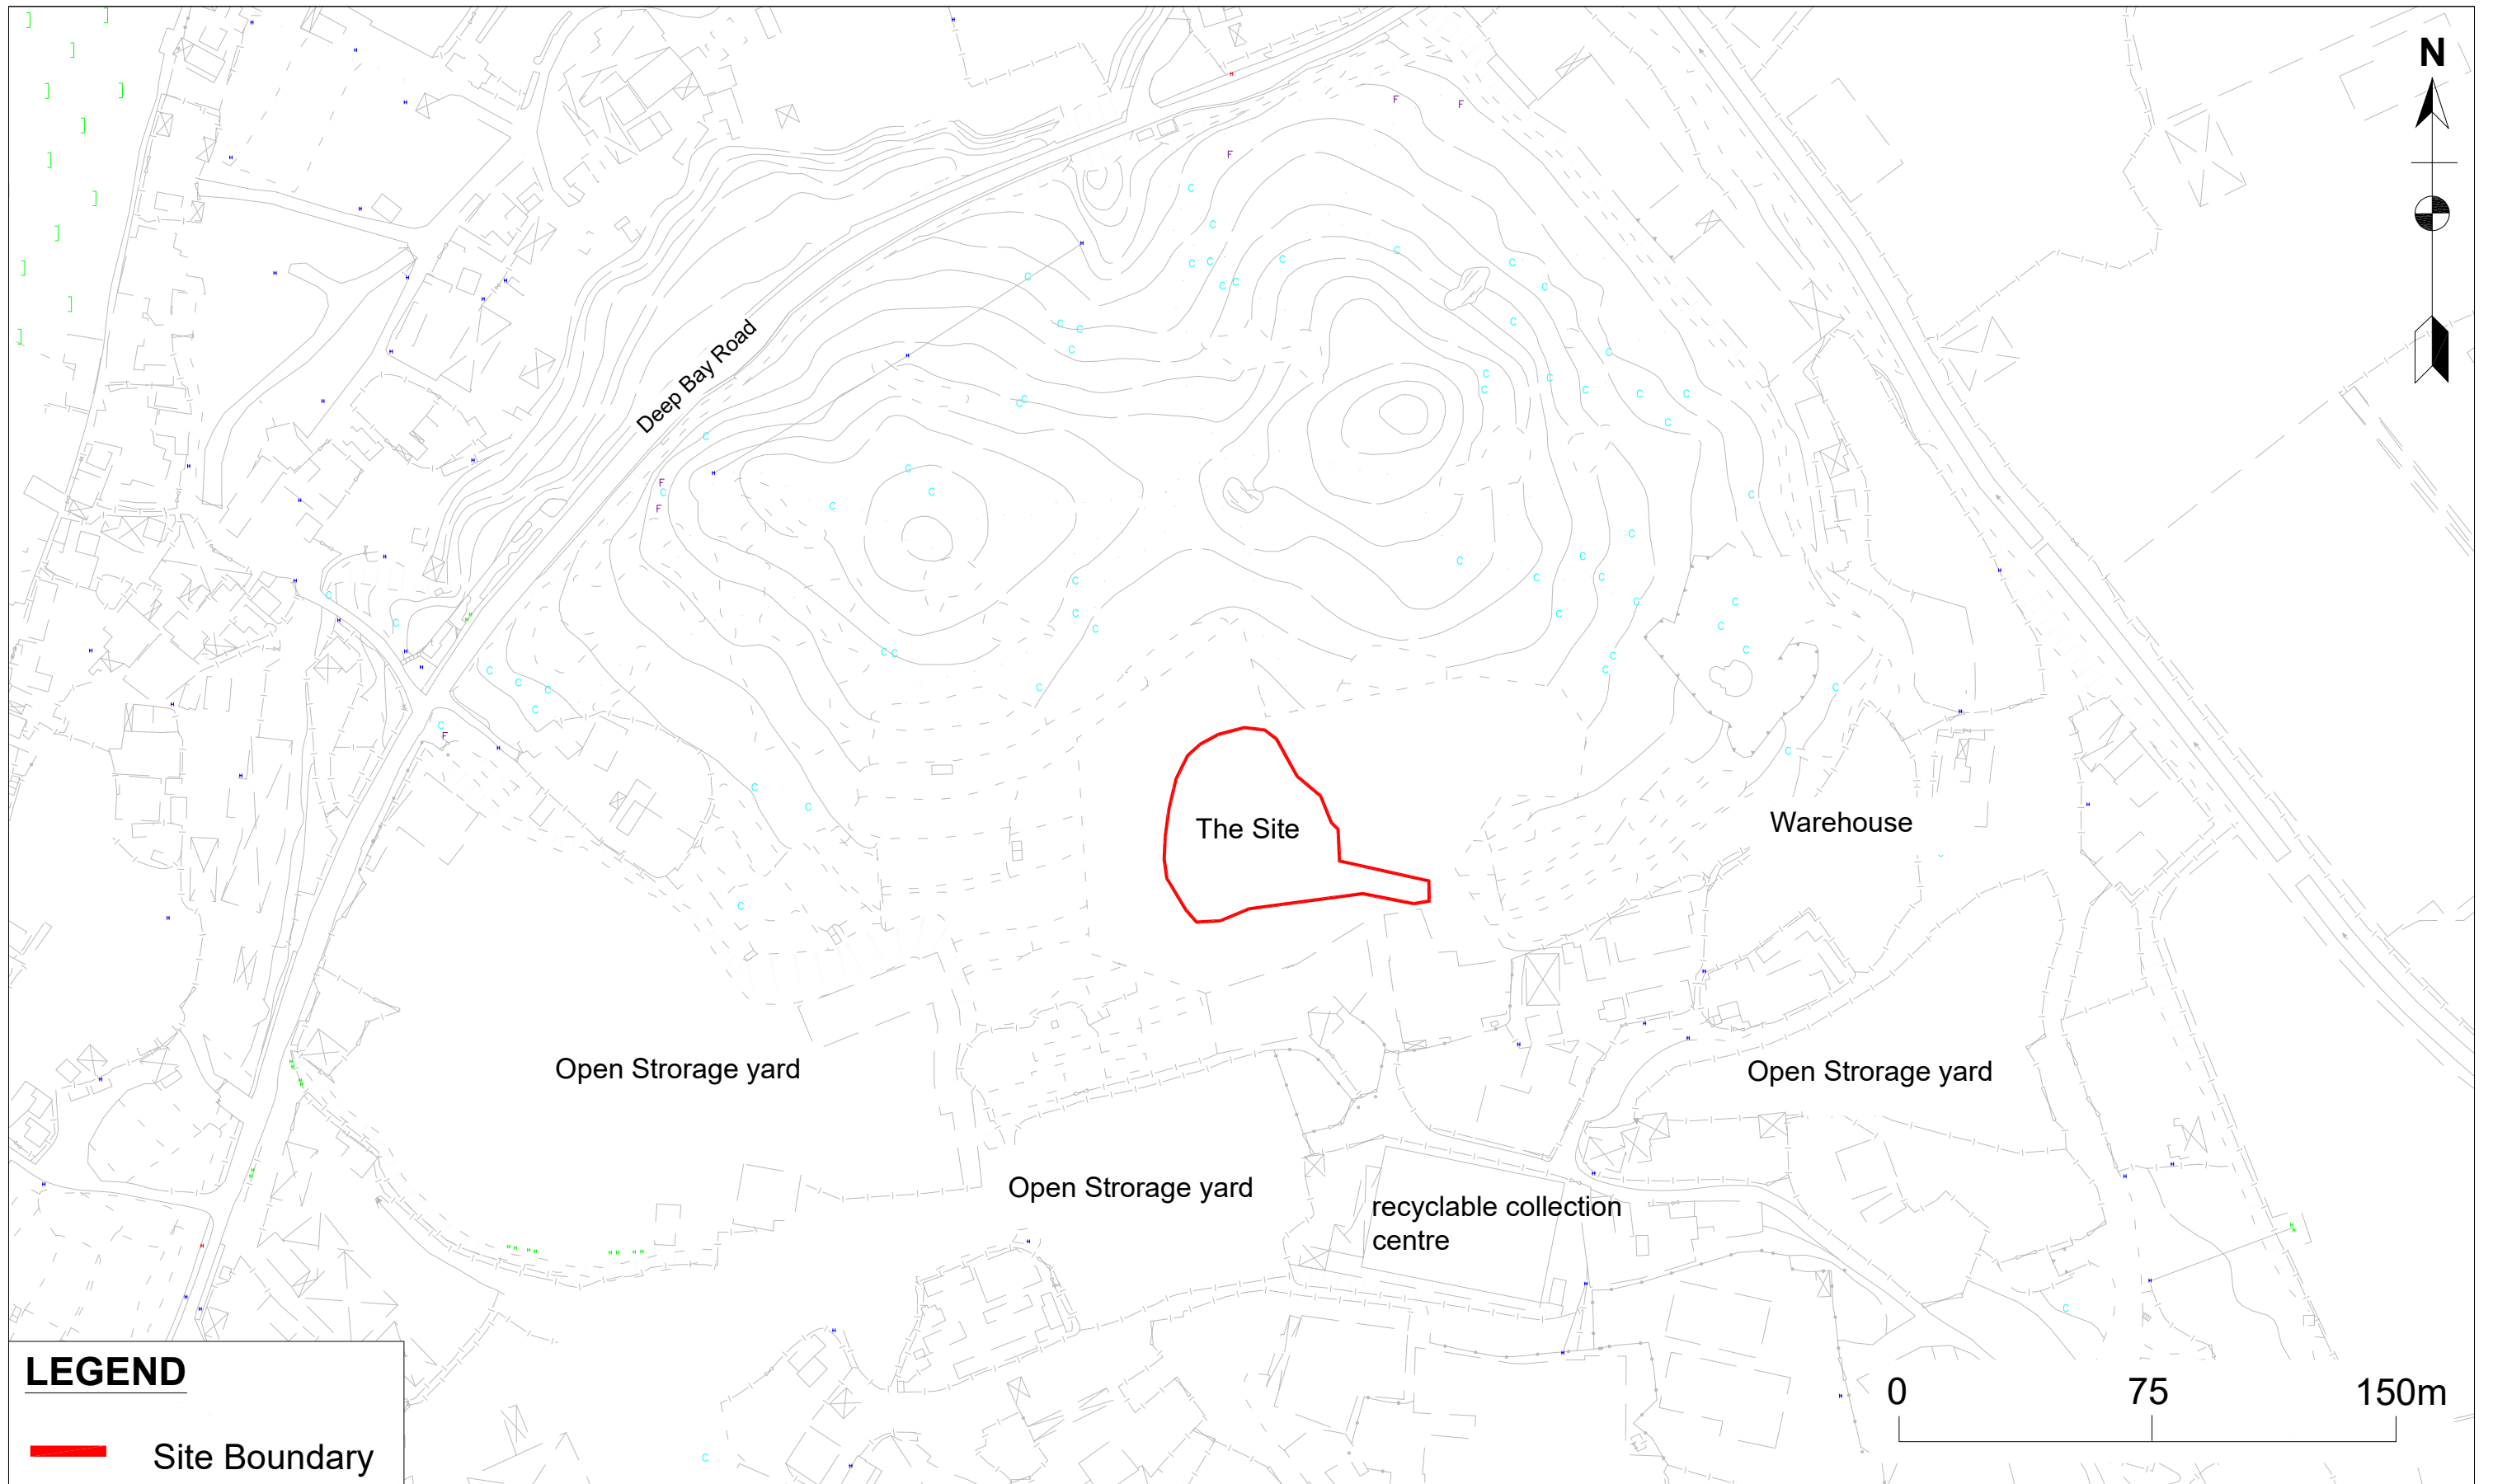 N
Deep Bay Road
The Site
Warehouse
Open Strorage yard
Open Strorage yard
Open Strorage yard
recyclable collection
centre
LEGEND
Site Boundary
0 75 150m